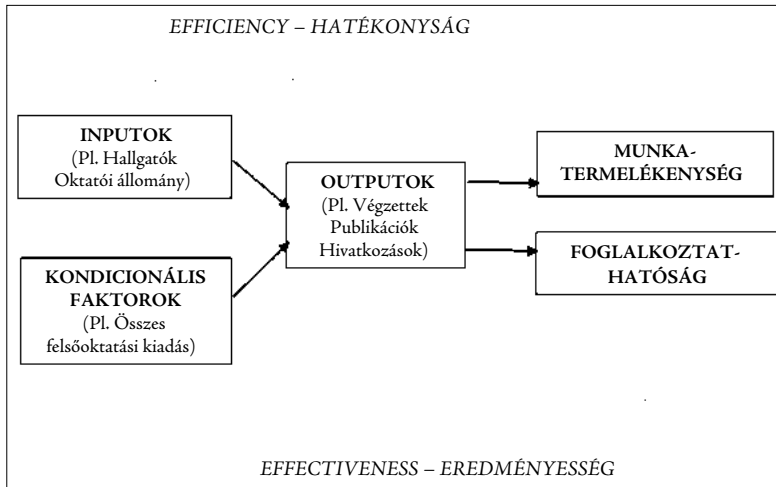 EFFICIENCY – HATÉKONYSÁG
INPUTOK
(Pl. Hallgatók
Oktatói állomány)
KONDICIONÁLIS
FAKTOROK
(Pl. Összes
felsőoktatási kiadás)
OUTPUTOK
(Pl. Végzettek
Publikációk
Hivatkozások)
MUNKA-
TERMELÉKENYSÉG
FOGLALKOZTAT-
HATÓSÁG
EFFECTIVENESS – EREDMÉNYESSÉG